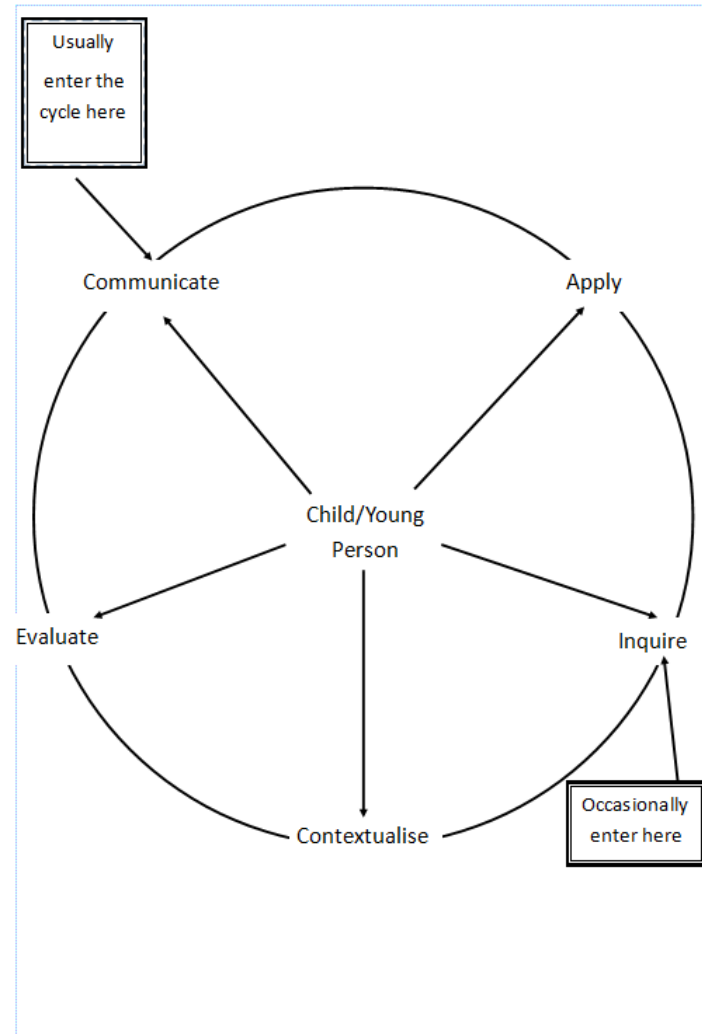 Usually
enter the
cycle here
Communicate
Apply
Child/Young
Person
Evaluate
Inquire
Contextualise
Occasionally
enter here